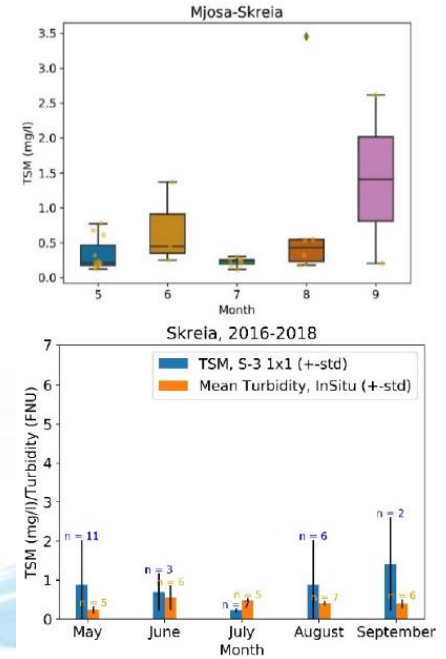 Mjosa-Skreia
3.5
3.0
2.5
2.0
1.5
1.0
0.5
0.0
TSM (mg/l)
5 6 7 8 9
Month
Skreia, 2016-2018
7
6
5
4
3
2
1
0
TSM (mg/l)/Turbidity (FNU)
TSM, S-3 1x1 (+-std)
Mean Turbidity, InSitu (+-std)
n = 11
n = 5
n = 3
n = 6
n = 7
n = 5
n = 6
n = 7
n = 2
n = 6
May June July August September
Month